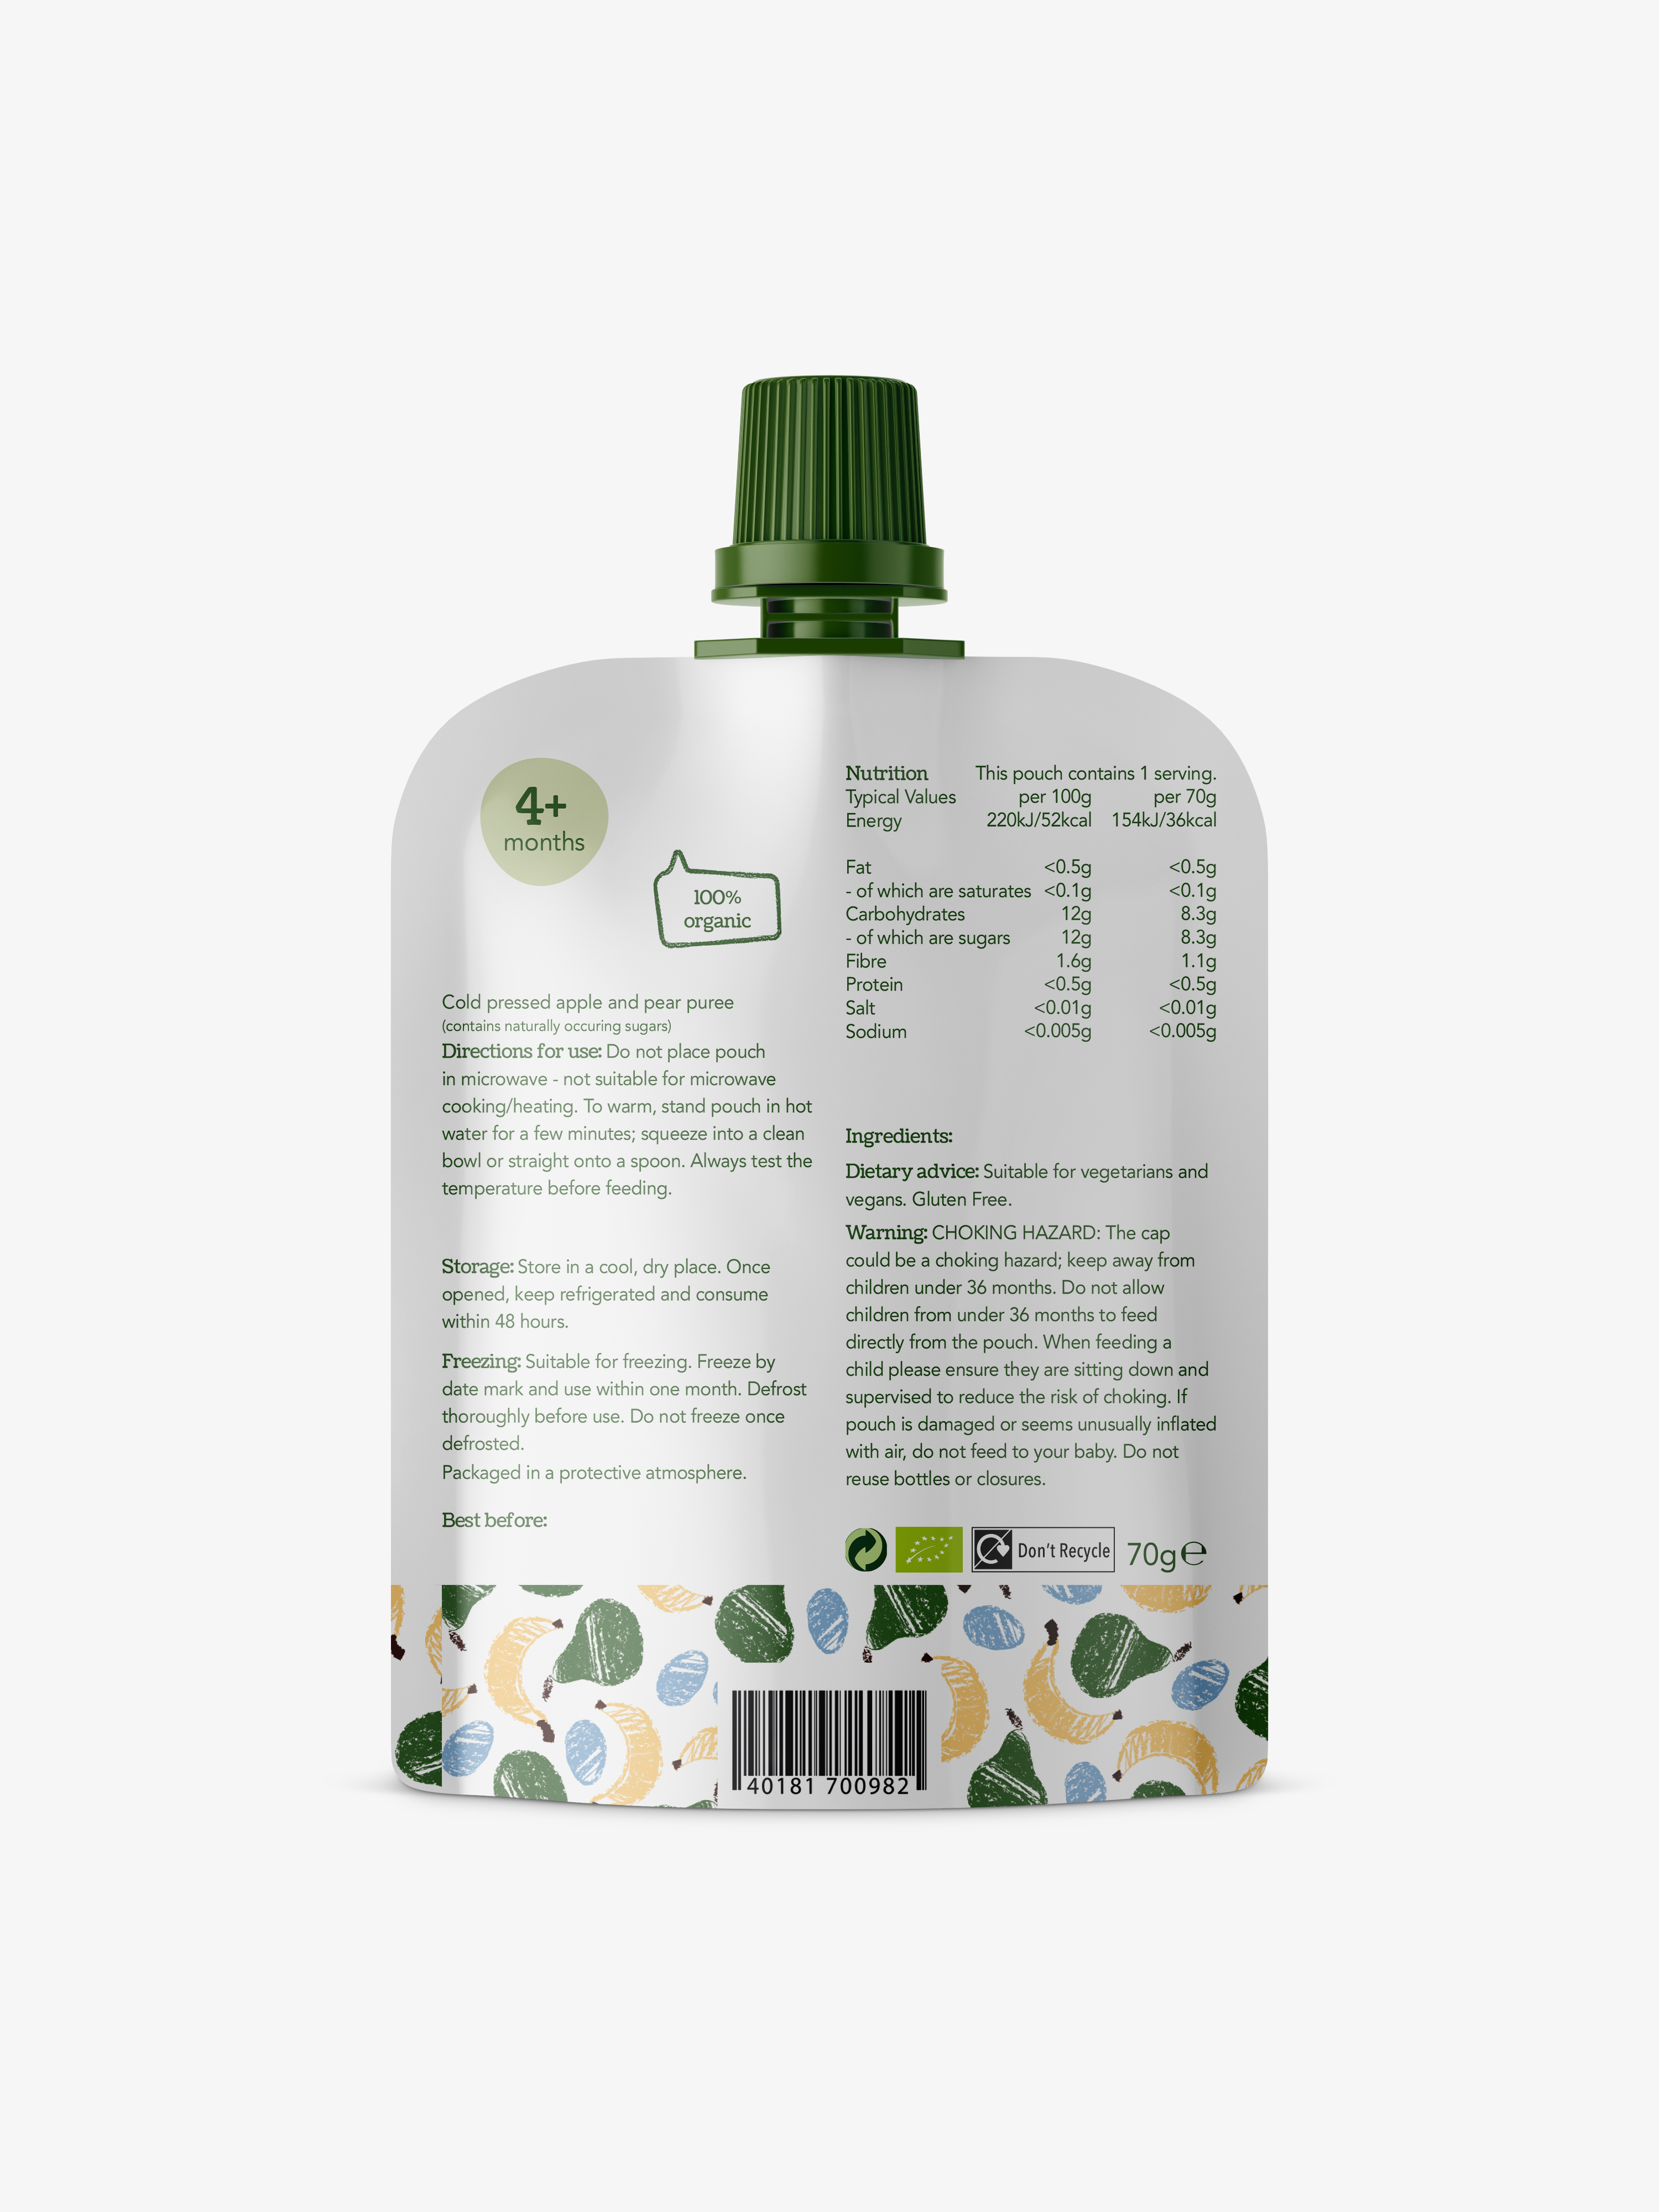 4+
months
100%
organic
Cold pressed apple and pear puree
(contains naturally occuring sugars)
Directions for use: Do not place pouch
in microwave - not suitable for microwave
cooking/heating. To warm, stand pouch in hot
water for a few minutes; squeeze into a clean
bowl or straight onto a spoon. Always test the
temperature before feeding.
Storage: Store in a cool, dry place. Once
opened, keep refrigerated and consume
within 48 hours.
Freezing: Suitable for freezing. Freeze by
date mark and use within one month. Defrost
thoroughly before use. Do not freeze once
defrosted.
Packaged in a protective atmosphere.
Best before:
Nutrition This pouch contains 1 serving.
Typical Values per 100g per 70g
Energy 220kJ/52kcal 154kJ/36kcal
Fat <0.5g <0.5g
- of which are saturates <0.1g <0.1g
Carbohydrates 12g 8.3g
- of which are sugars 12g 8.3g
Fibre 1.6g 1.1g
Protein <0.5g <0.5g
Salt <0.01g <0.01g
Sodium <0.005g <0.005g
Ingredients:
Dietary advice: Suitable for vegetarians and
vegans. Gluten Free.
Warning: CHOKING HAZARD: The cap
could be a choking hazard; keep away from
children under 36 months. Do not allow
children from under 36 months to feed
directly from the pouch. When feeding a
child please ensure they are sitting down and
supervised to reduce the risk of choking. If
pouch is damaged or seems unusually inflated
with air, do not feed to your baby. Do not
reuse bottles or closures.
Don't Recycle 70g℮
40181 700982